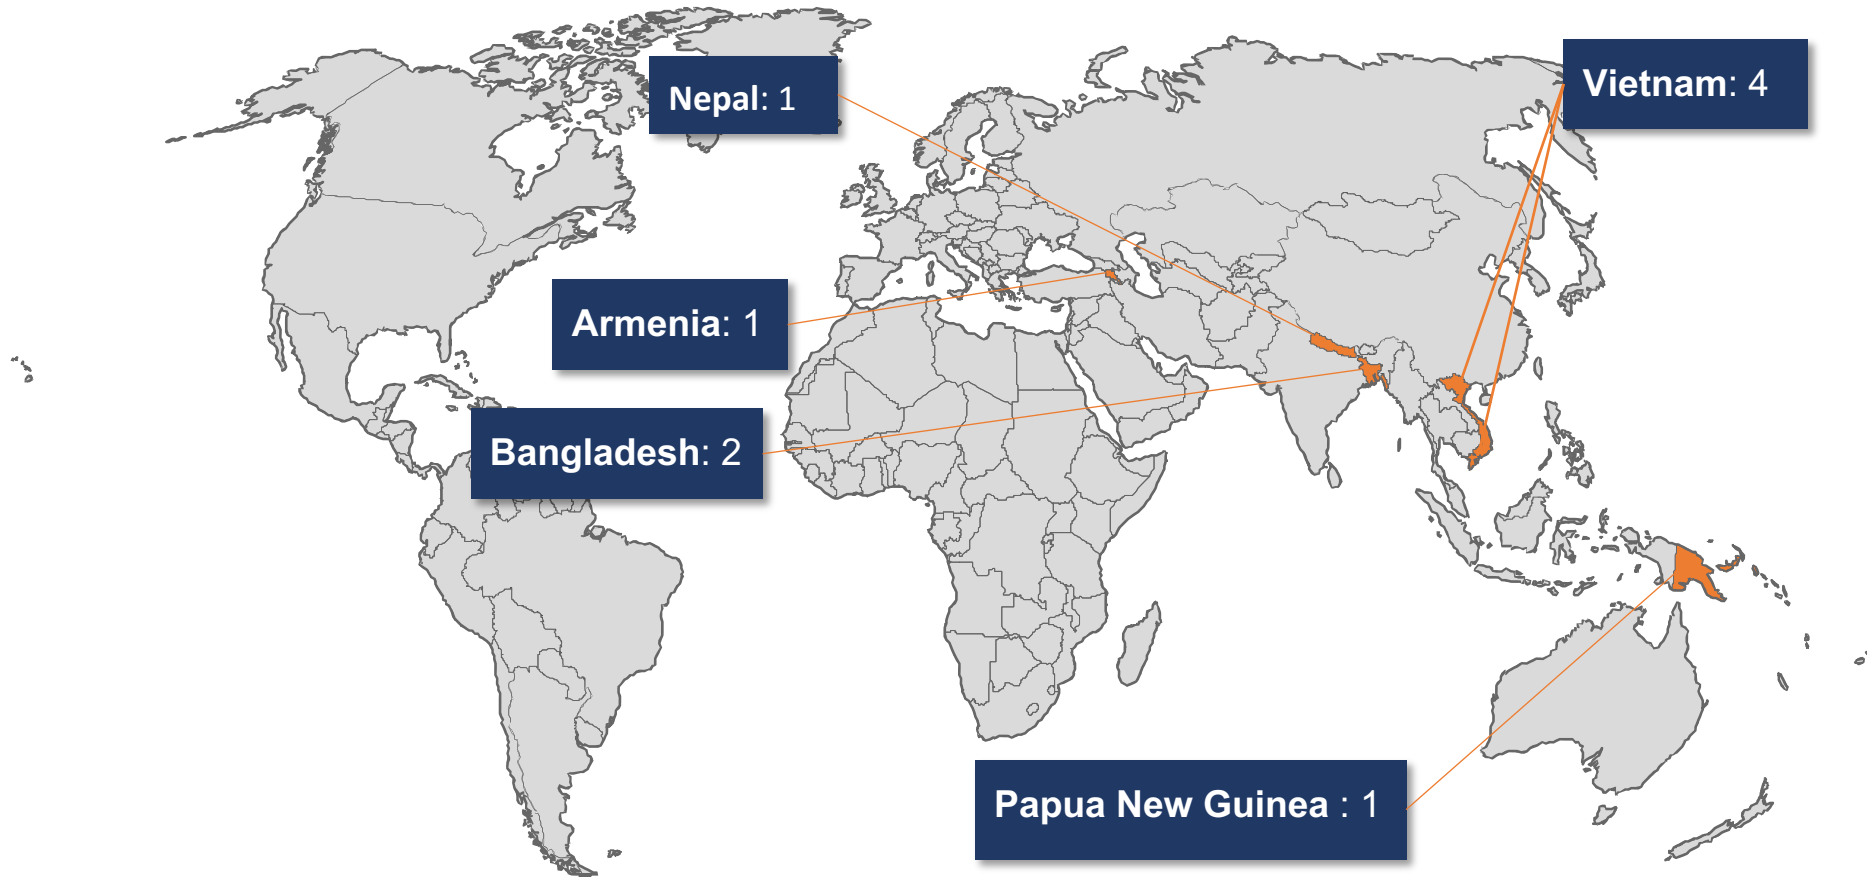 Nepal: 1
Vietnam: 4
Armenia: 1
Bangladesh: 2
Papua New Guinea : 1